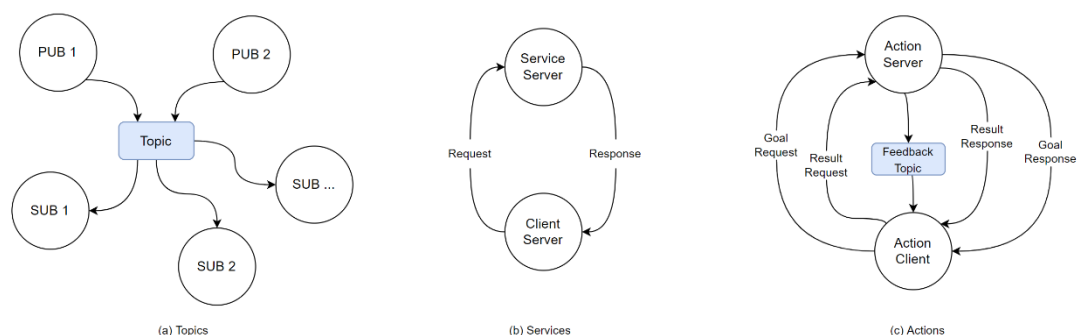 PUB 1
PUB 2
Topic
SUB 1
SUB 2
SUB ...
(a) Topics
Service
Server
Request
Response
Client
Server
(b) Services
Action
Server
Goal
Request
Result
Request
Feedback
Topic
Result
Response
Goal
Response
Action
Client
(c) Actions